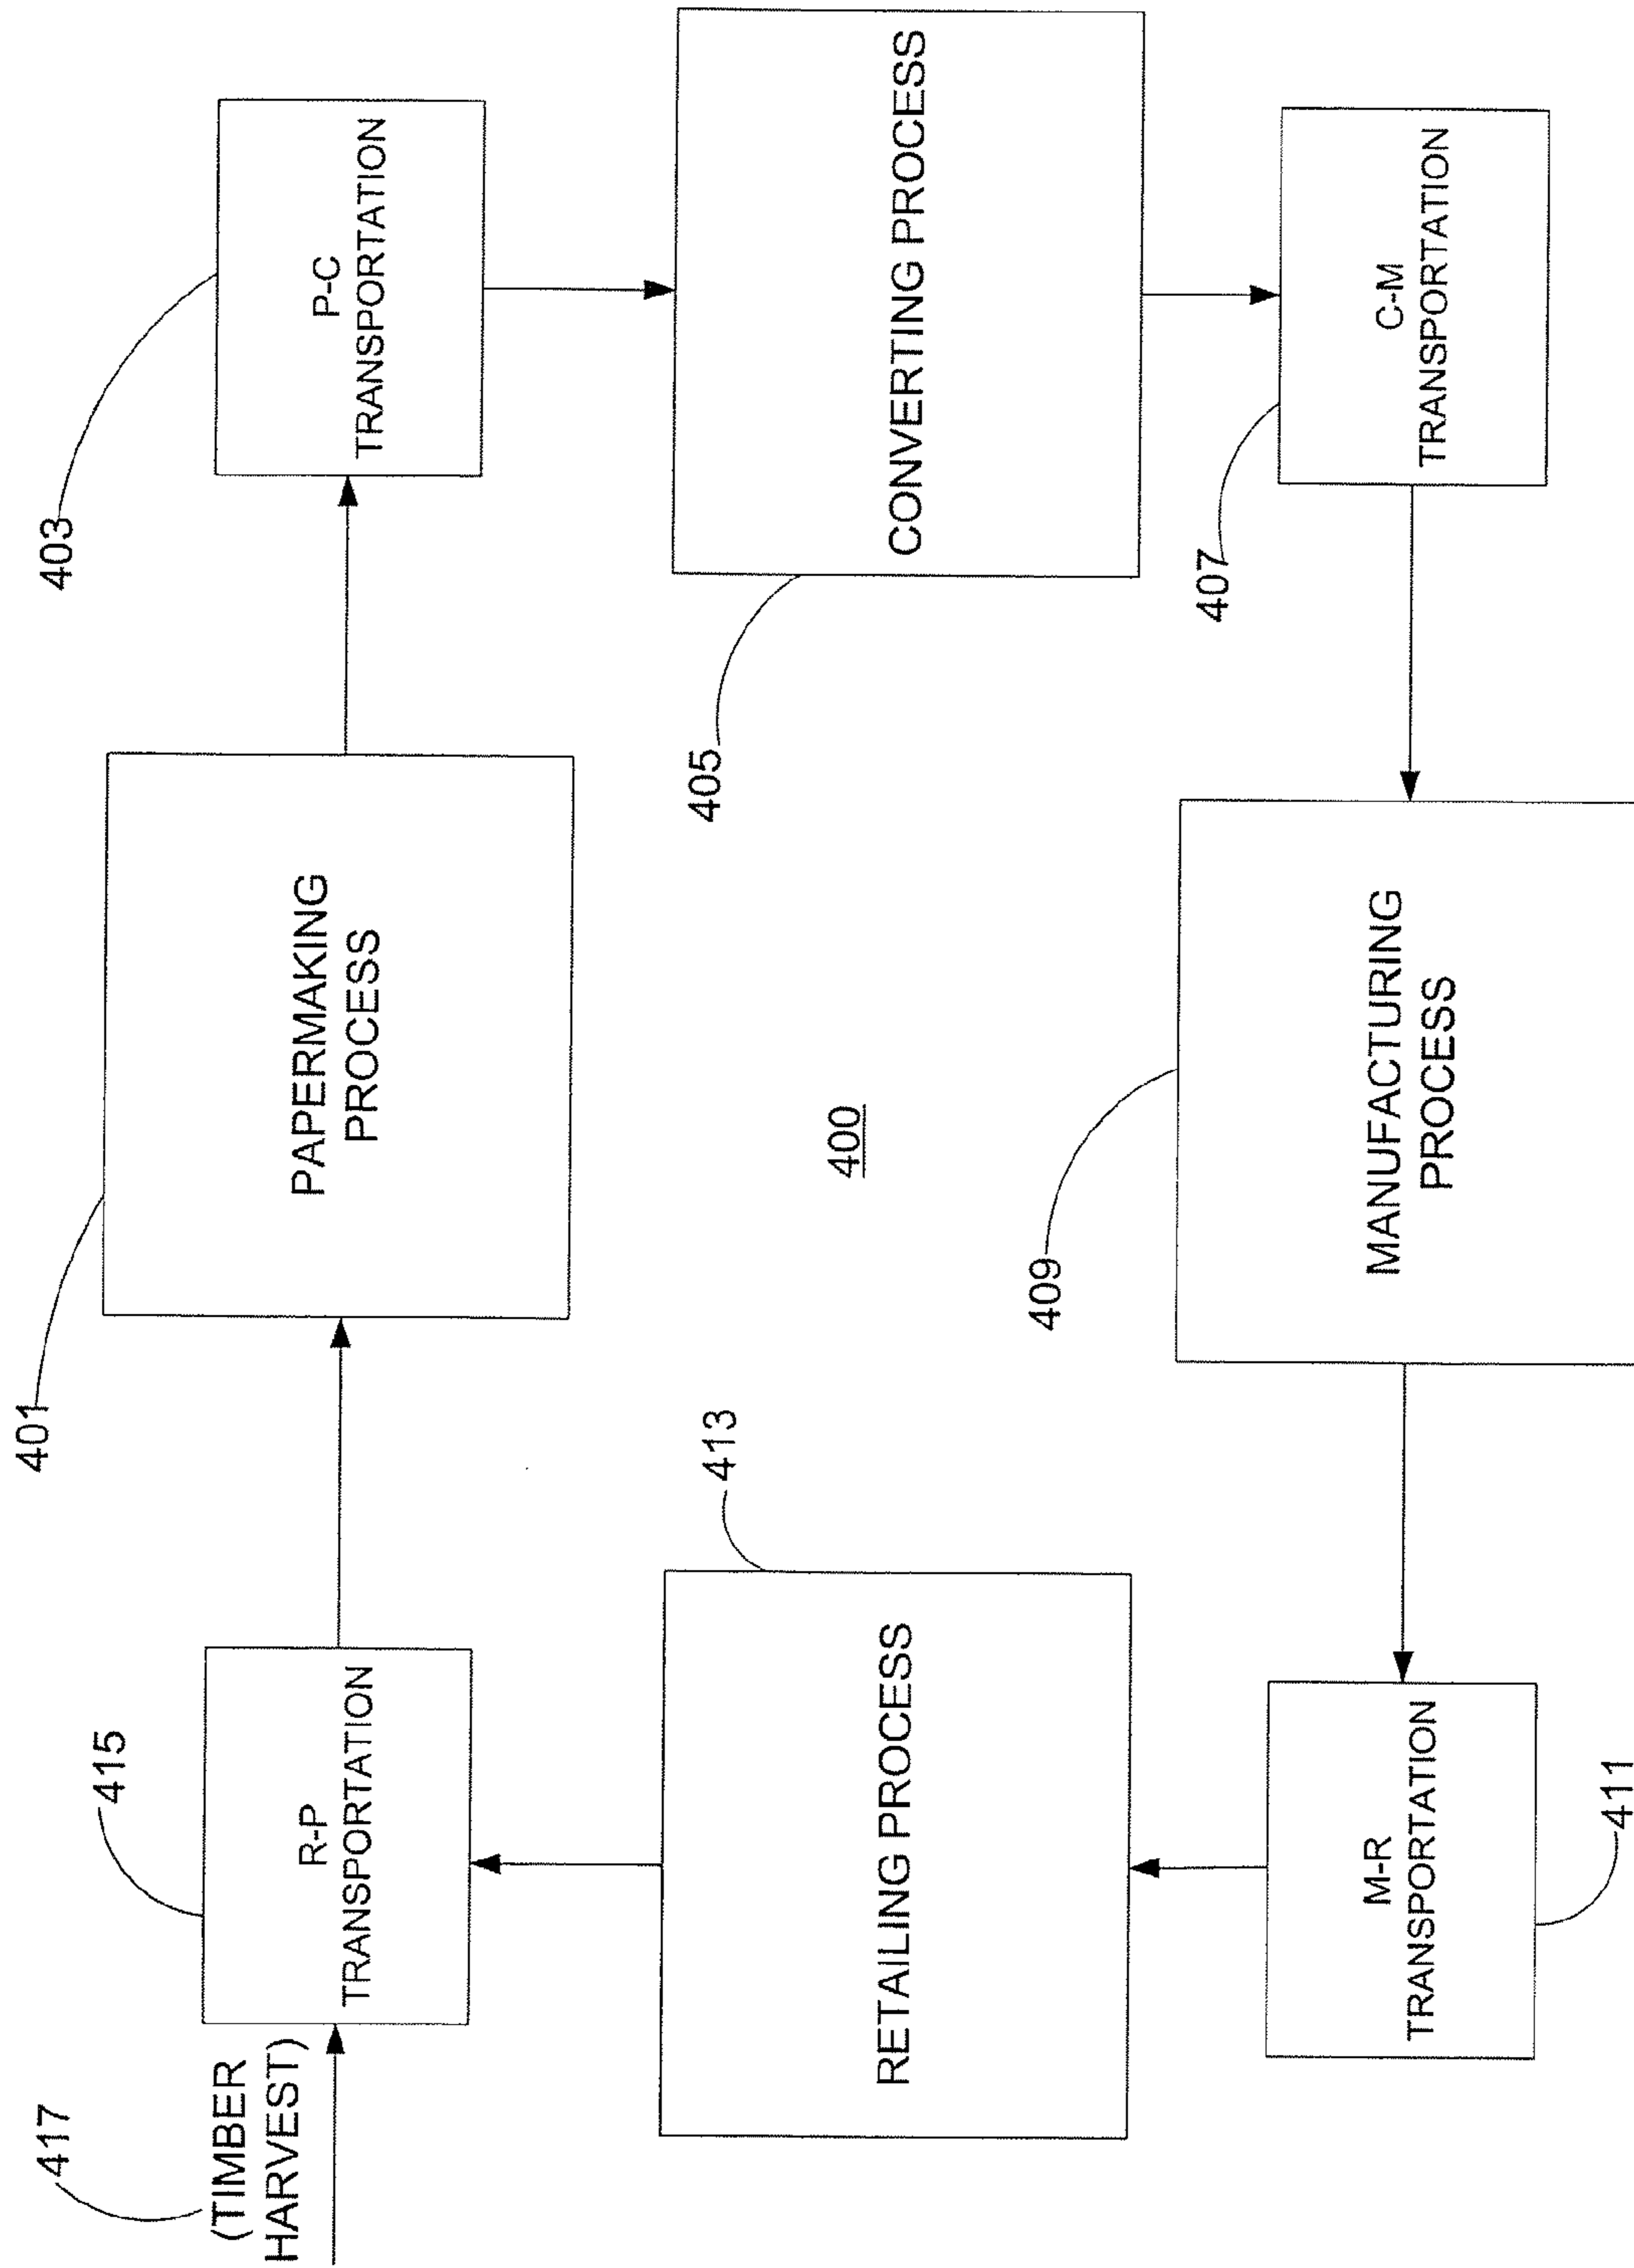 417
(TIMBER
HARVEST)
415
R-P
TRANSPORTATION
401
PAPERMAKING
PROCESS
403
P-C
TRANSPORTATION
413
RETAILING PROCESS
400
405
CONVERTING PROCESS
411
M-R
TRANSPORTATION
409
MANUFACTURING
PROCESS
407
C-M
TRANSPORTATION